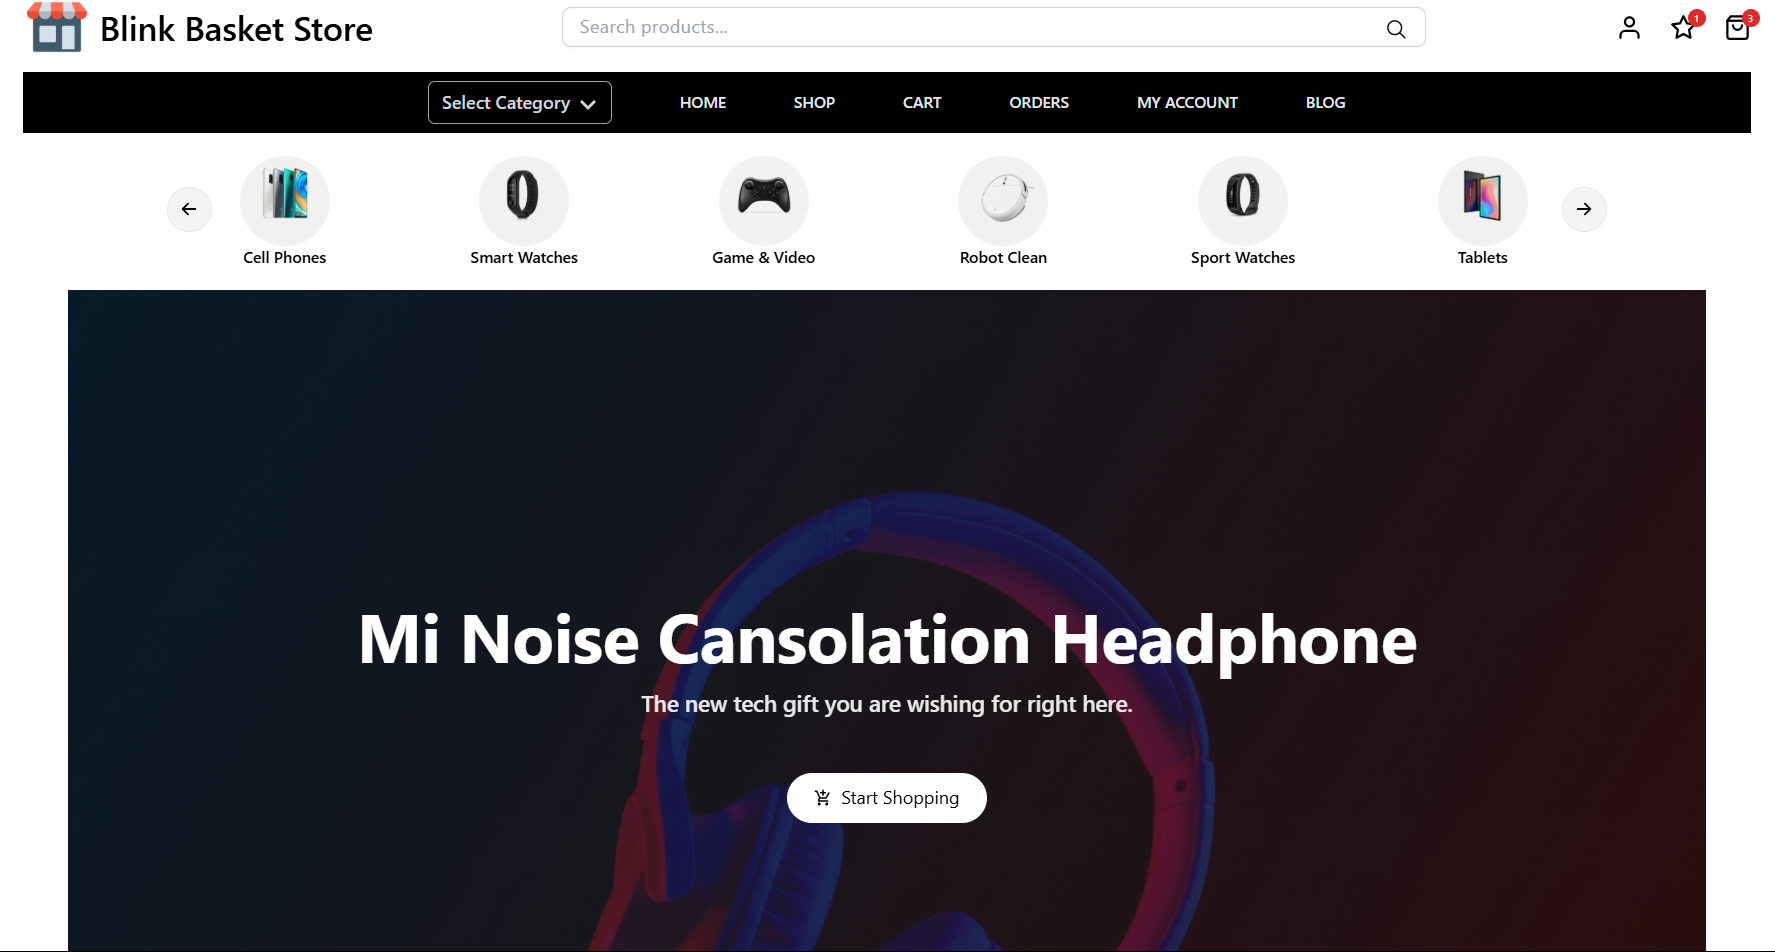 Blink Basket Store
Search products...
1
3
Select Category
HOME
SHOP
CART
ORDERS
MY ACCOUNT
BLOG
Cell Phones
Smart Watches
Game & Video
Robot Clean
Sport Watches
Tablets
Mi Noise Cansolation Headphone
The new tech gift you are wishing for right here.
Start Shopping